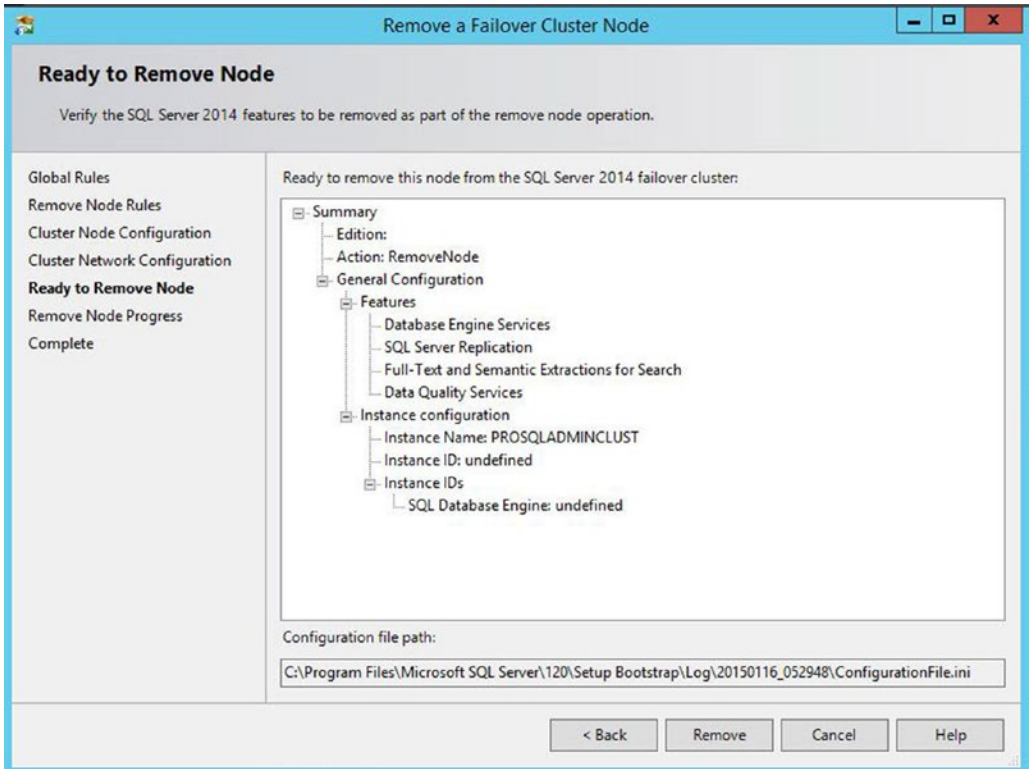 Remove a Failover Cluster Node
Ready to Remove Node
Verify the SQL Server 2014 features to be removed as part of the remove node operation.
Global Rules
Remove Node Rules
Cluster Node Configuration
Cluster Network Configuration
Ready to Remove Node
Remove Node Progress
Complete
Ready to remove this node from the SQL Server 2014 failover cluster:
Summary
Edition:
Action: RemoveNode
General Configuration
Features
Database Engine Services
SQL Server Replication
Full-Text and Semantic Extractions for Search
Data Quality Services
Instance configuration
Instance Name: PROSQLADMINCLUST
Instance ID: undefined
Instance IDs
SQL Database Engine: undefined
Configuration file path:
C:\Program Files\Microsoft SQL Server\120\Setup Bootstrap\Log\20150116_052948\ConfigurationFile.ini
< Back Remove Cancel Help